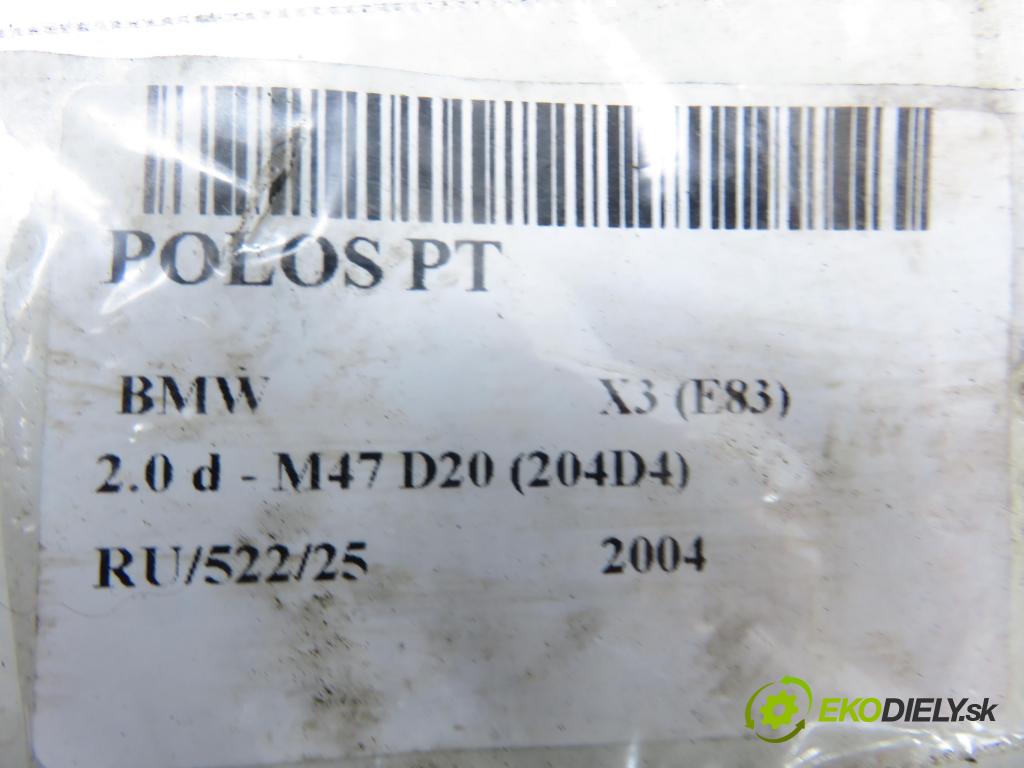 POLOS PT
BMW X3 (E83)
2.0 d - M47 D20 (204D4)
RU/522/25 2004
EKODIELY.sk